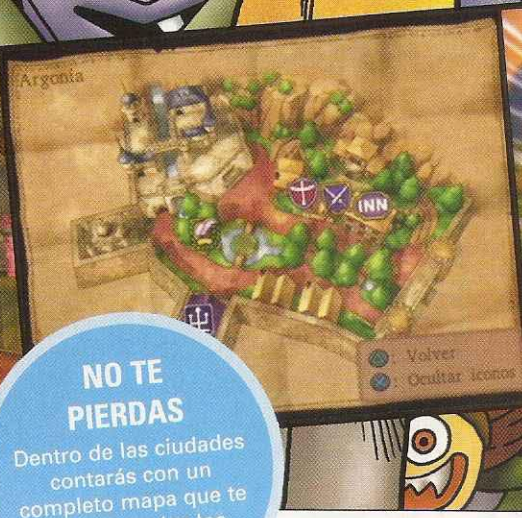 Argonia
INN
: Volver
: Ocultar iconos
NO TE
PIERDAS
Dentro de las ciudades
contarás con un
completo mapa que te